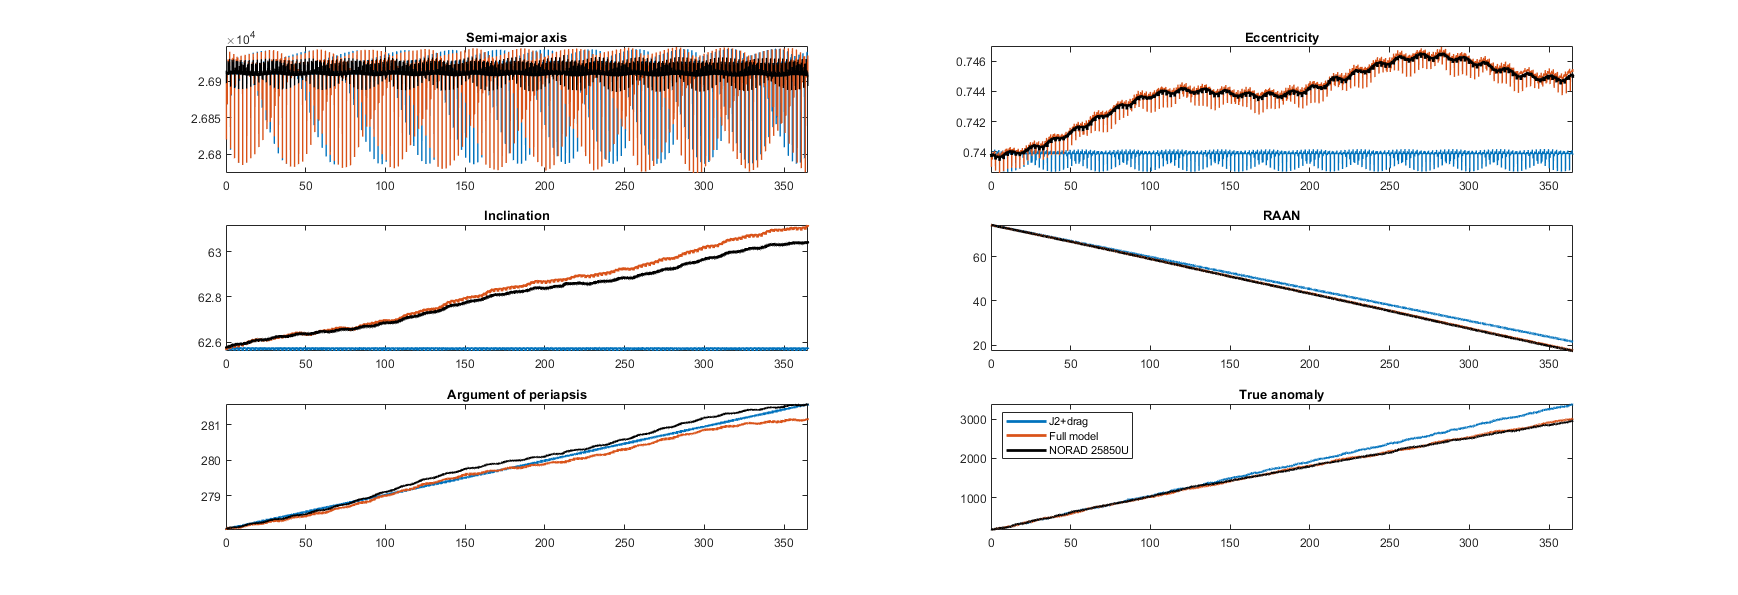 Semi-major axis
×10⁴
2.69
2.685
2.68
0 50 100 150 200 250 300 350
Eccentricity
0.746
0.744
0.742
0.74
0 50 100 150 200 250 300 350
Inclination
63
62.8
62.6
0 50 100 150 200 250 300 350
RAAN
60
40
20
0 50 100 150 200 250 300 350
Argument of periapsis
281
280
279
0 50 100 150 200 250 300 350
True anomaly
3000
2000
1000
J2+drag
Full model
NORAD 25850U
0 50 100 150 200 250 300 350